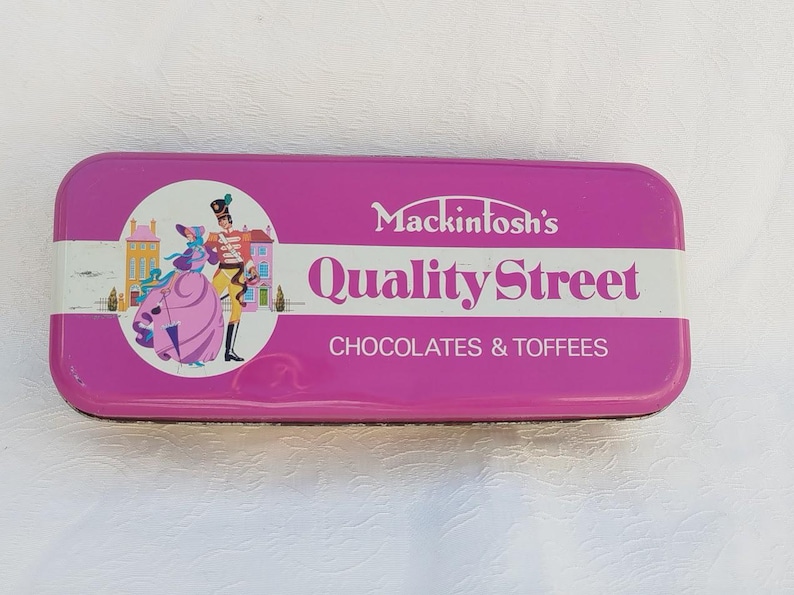 Mackintosh's
Quality Street
CHOCOLATES & TOFFEES